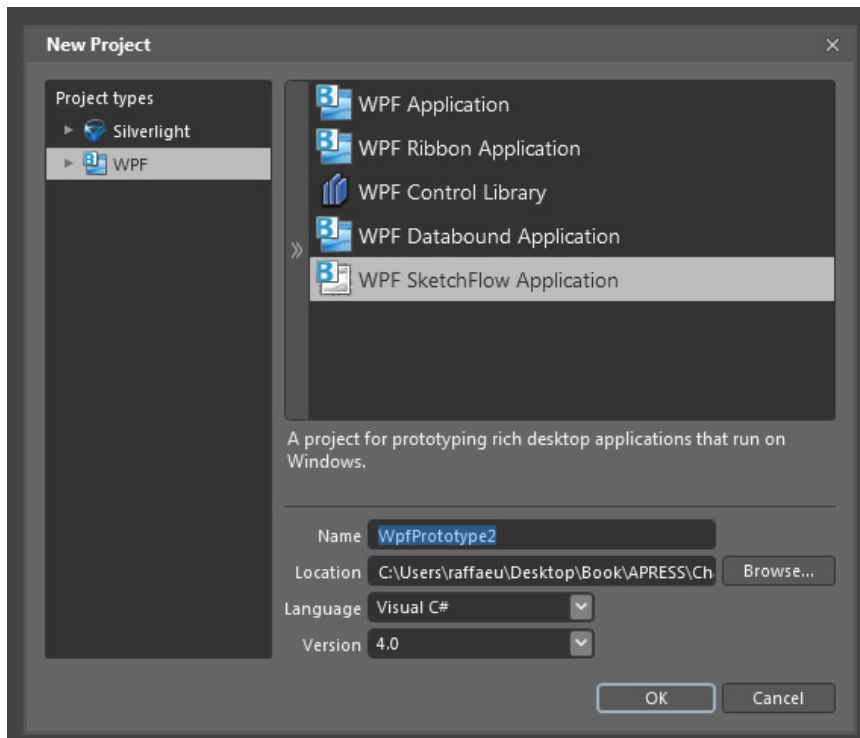 New Project
Project types
Silverlight
WPF
WPF Application
WPF Ribbon Application
WPF Control Library
WPF Databound Application
WPF SketchFlow Application
A project for prototyping rich desktop applications that run on
Windows.
Name WpfPrototype2
Location C:\Users\raffaeu\Desktop\Book\APRESS\Ch Browse...
Language Visual C#
Version 4.0
OK Cancel